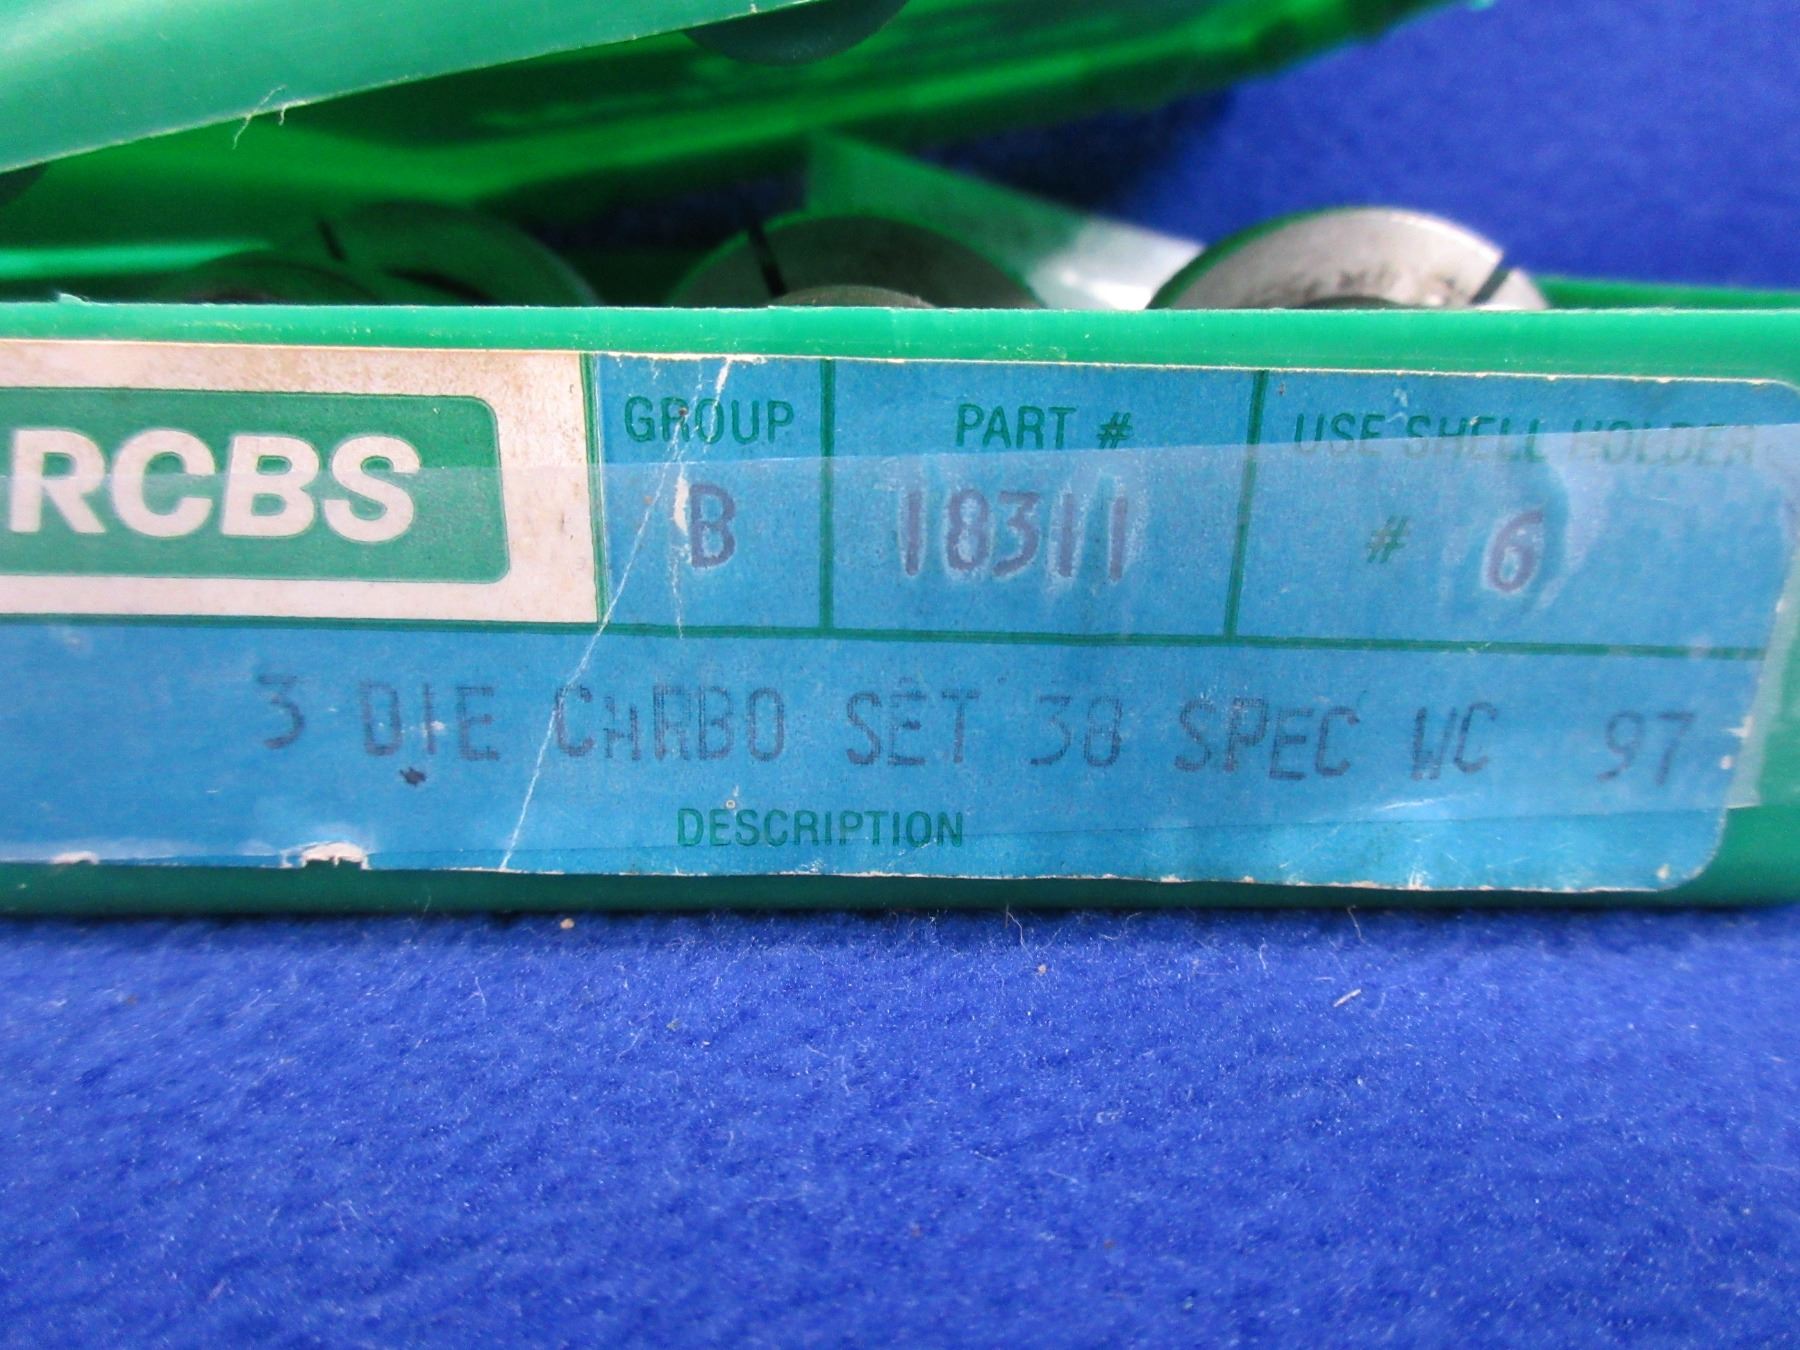 RCBS
GROUP PART # USE SHELL HOLDER
B 18311 # 6
3 DIE CARBO SET 38 SPEC WC 97
DESCRIPTION